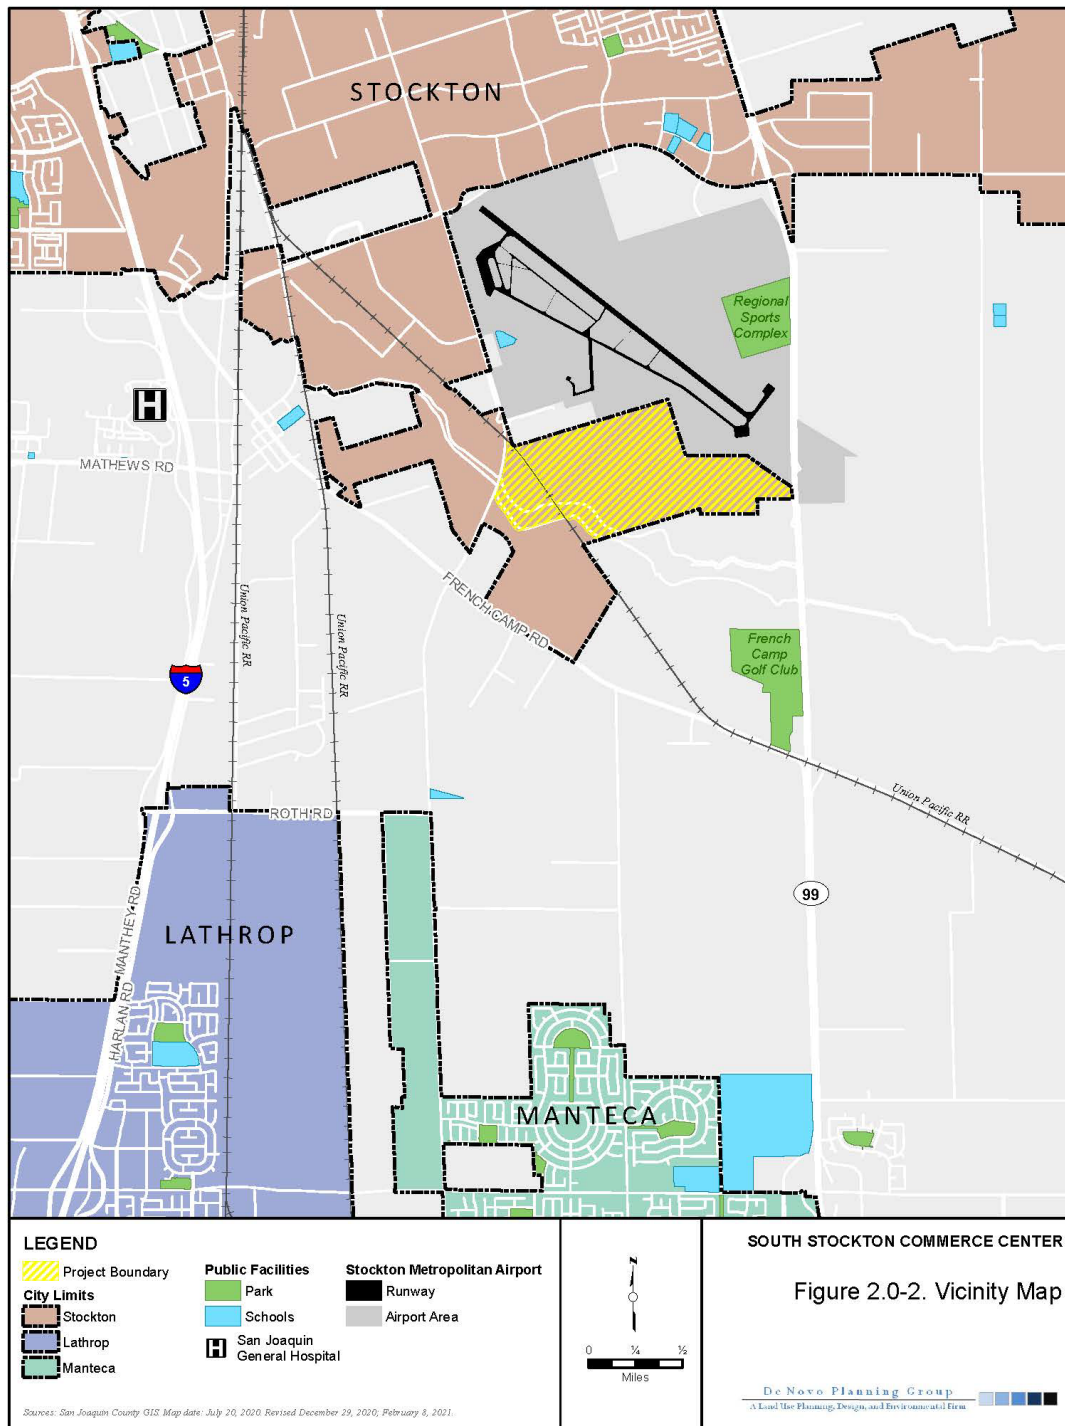 STOCKTON
Regional
Sports
Complex
H
MATHEWS RD
FRENCH CAMP RD
Union Pacific RR
Union Pacific RR
French
Camp
Golf Club
5
Union Pacific RR
ROTH RD
99
MANTHEY RD
HARLAN RD
LATHROP
MANTECA
LEGEND
Project Boundary
City Limits
Stockton
Lathrop
Manteca
Public Facilities
Park
Schools
H San Joaquin
General Hospital
Stockton Metropolitan Airport
Runway
Airport Area
N
0 ¼ ½
Miles
SOUTH STOCKTON COMMERCE CENTER
Figure 2.0-2. Vicinity Map
De Novo Planning Group
A Land Use Planning, Design, and Environmental Firm
Sources: San Joaquin County GIS. Map date: July 20, 2020. Revised December 29, 2020; February 8, 2021.